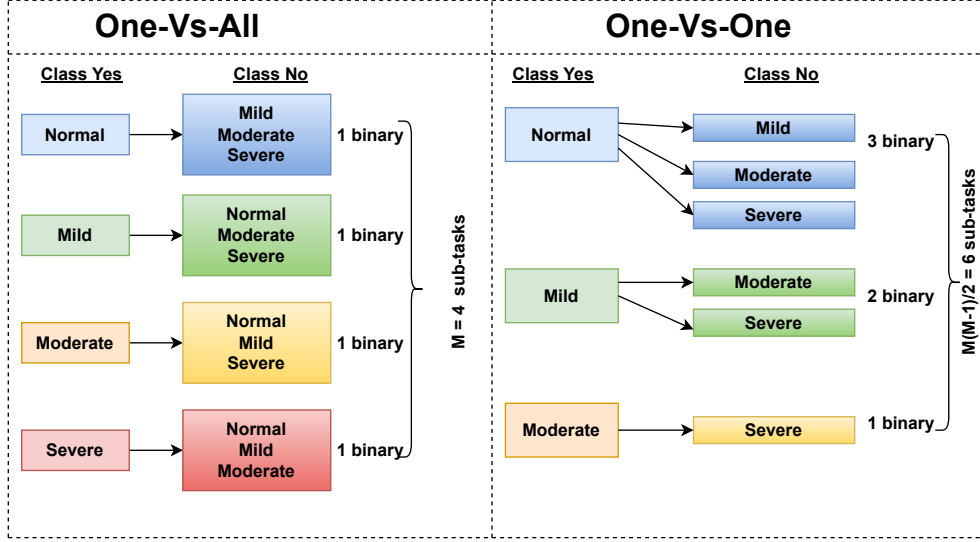 One-Vs-All
Class Yes
Class No
Normal
Mild
Moderate
Severe
1 binary
Mild
Normal
Moderate
Severe
1 binary
Moderate
Normal
Mild
Severe
1 binary
Severe
Normal
Mild
Moderate
1 binary
M = 4 sub-tasks
One-Vs-One
Class Yes
Class No
Normal
Mild
Moderate
Severe
3 binary
Mild
Moderate
Severe
2 binary
Moderate
Severe
1 binary
M(M-1)/2 = 6 sub-tasks